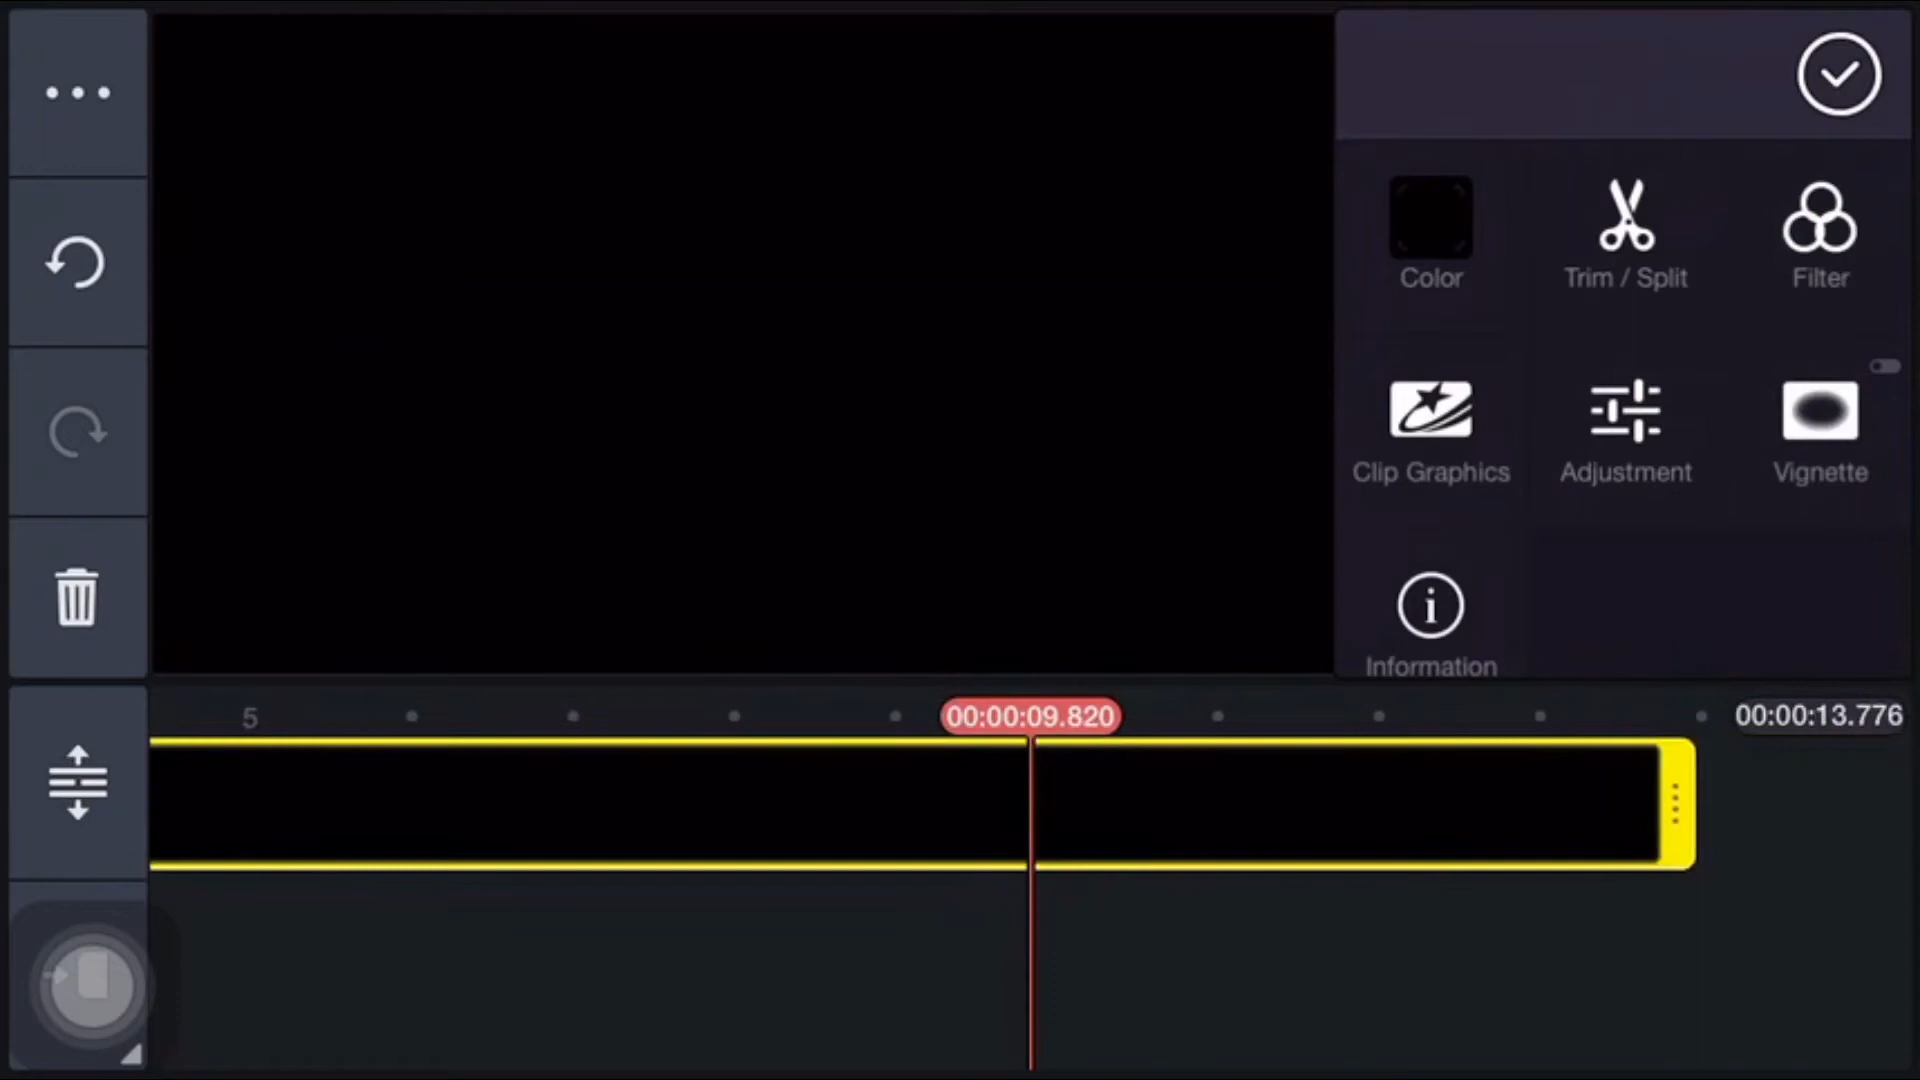 Color
Trim / Split
Filter
Clip Graphics
Adjustment
Vignette
Information
5
00:00:09.820
00:00:13.776